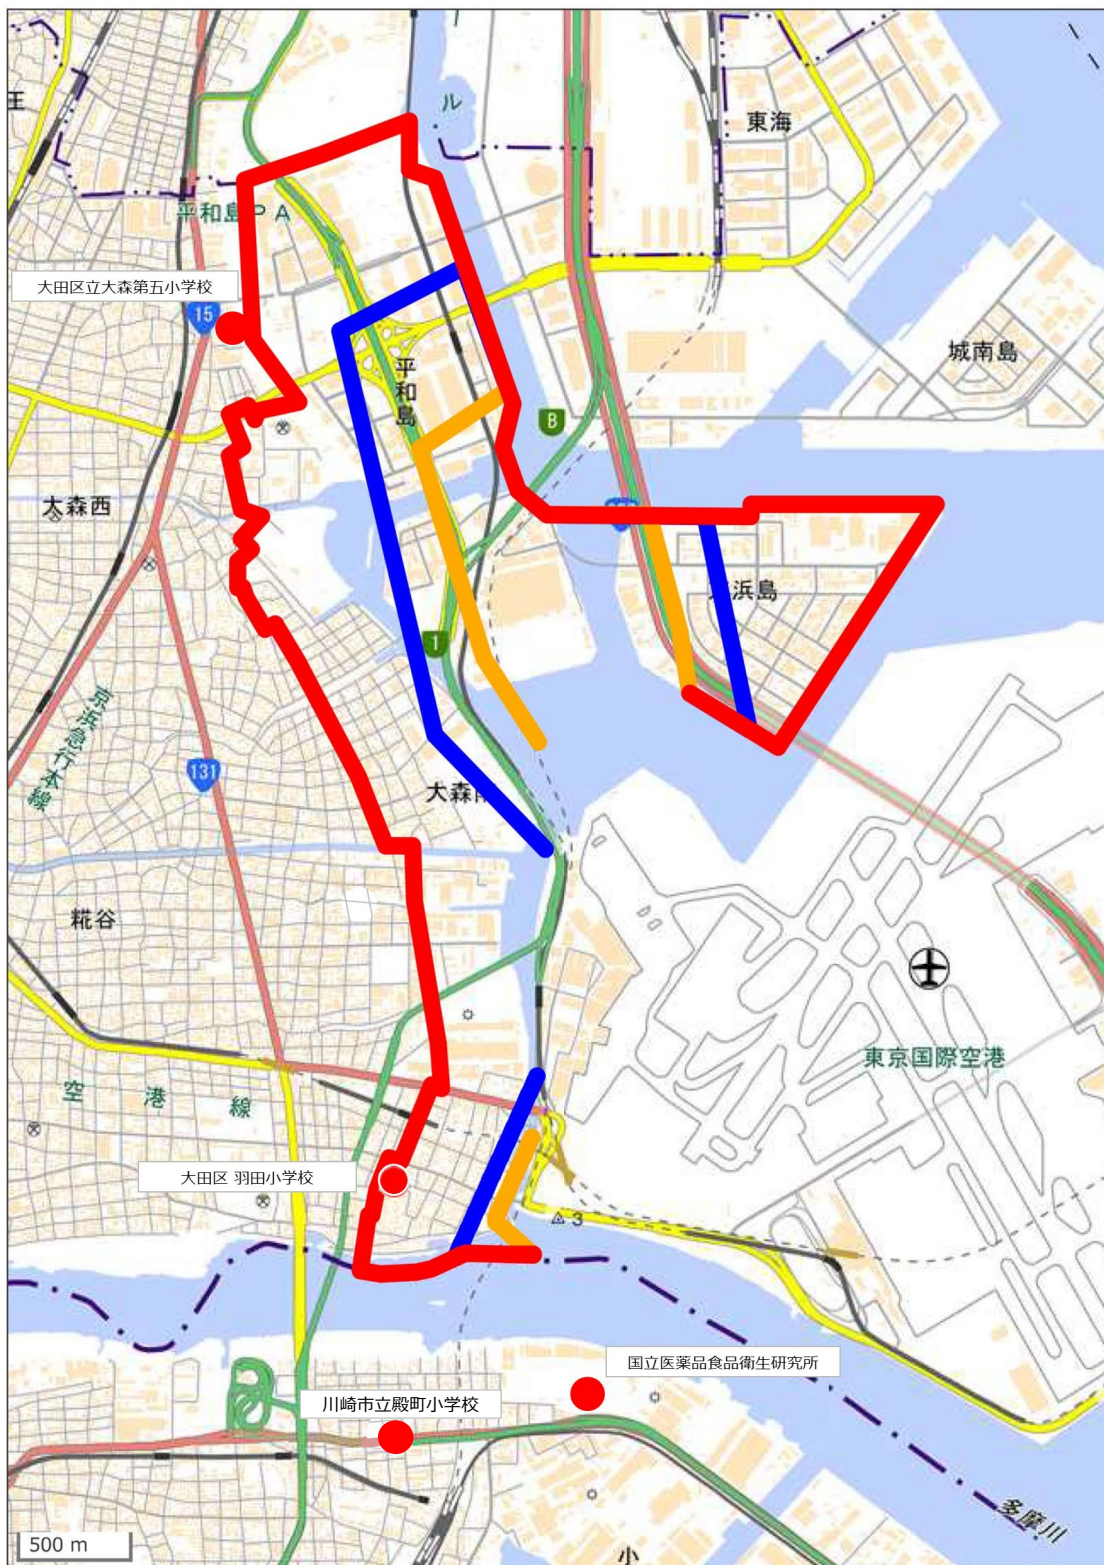 王
ル
東海
平和島PA
大田区立大森第五小学校
15
城南島
平和島
B
大森西
浜島
1
京浜急行本線
131
大森
糀谷
東京国際空港
空港線
大田区 羽田小学校
3
国立医薬品食品衛生研究所
川崎市立殿町小学校
多摩川
500 m
小